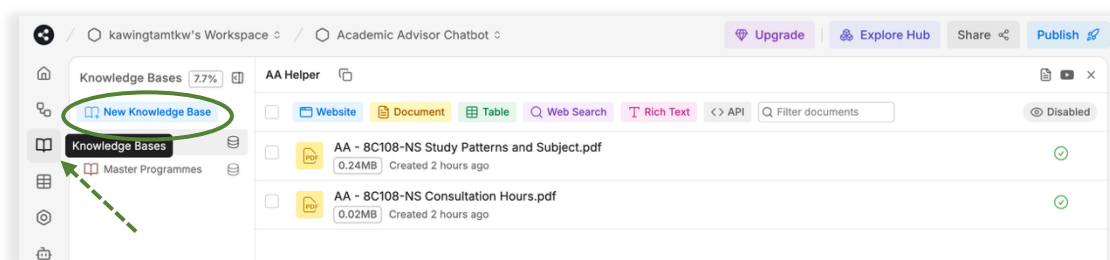 kawingtamtkw's Workspace / Academic Advisor Chatbot Upgrade Explore Hub Share Publish
Knowledge Bases 7.7% AA Helper
New Knowledge Base Website Document Table Web Search Rich Text <> API Filter documents Disabled
Knowledge Bases AA - 8C108-NS Study Patterns and Subject.pdf
PDF 0.24MB Created 2 hours ago
Master Programmes
AA - 8C108-NS Consultation Hours.pdf
PDF 0.02MB Created 2 hours ago